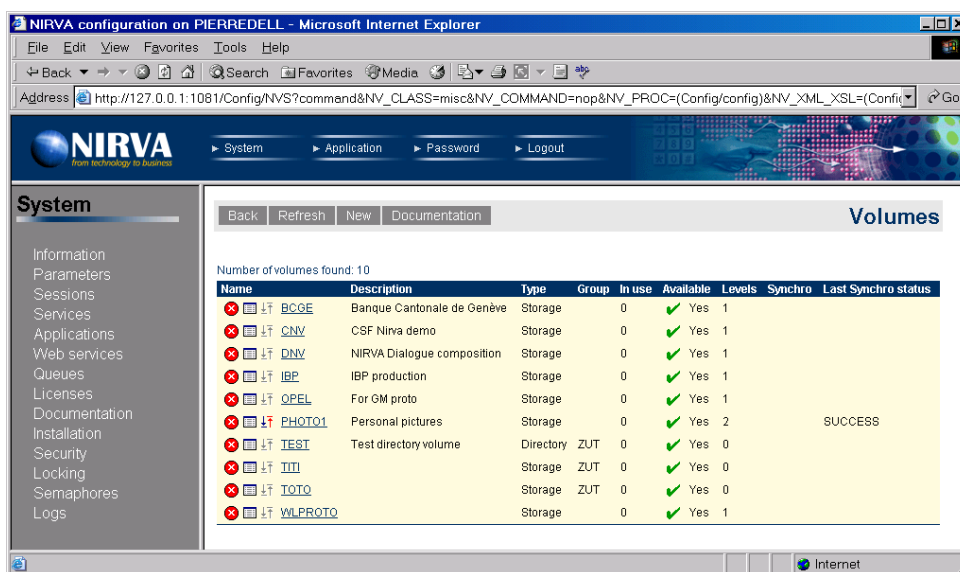 NIRVA configuration on PIERREDELL - Microsoft Internet Explorer
File Edit View Favorites Tools Help
Back Search Favorites Media
Address http://127.0.0.1:1081/Config/NVS?command&NV_CLASS=misc&NV_COMMAND=nop&NV_PROC=(Config/config)&NV_XML_XSL=(Config Go
NIRVA
from technology to business
System Application Password Logout
System
Back Refresh New Documentation
Volumes
Information
Parameters
Sessions
Services
Applications
Web services
Queues
Licenses
Documentation
Installation
Security
Locking
Semaphores
Logs
Number of volumes found: 10
Name Description Type Group In use Available Levels Synchro Last Synchro status
BCGE Banque Cantonale de Genève Storage 0 Yes 1
CNV CSF Nirva demo Storage 0 Yes 1
DNV NIRVA Dialogue composition Storage 0 Yes 1
IBP IBP production Storage 0 Yes 1
OPEL For GM proto Storage 0 Yes 1
PHOTO1 Personal pictures Storage 0 Yes 2 SUCCESS
TEST Test directory volume Directory ZUT 0 Yes 0
TITI Storage ZUT 0 Yes 0
TOTO Storage ZUT 0 Yes 0
WLPROTO Storage 0 Yes 1
Internet